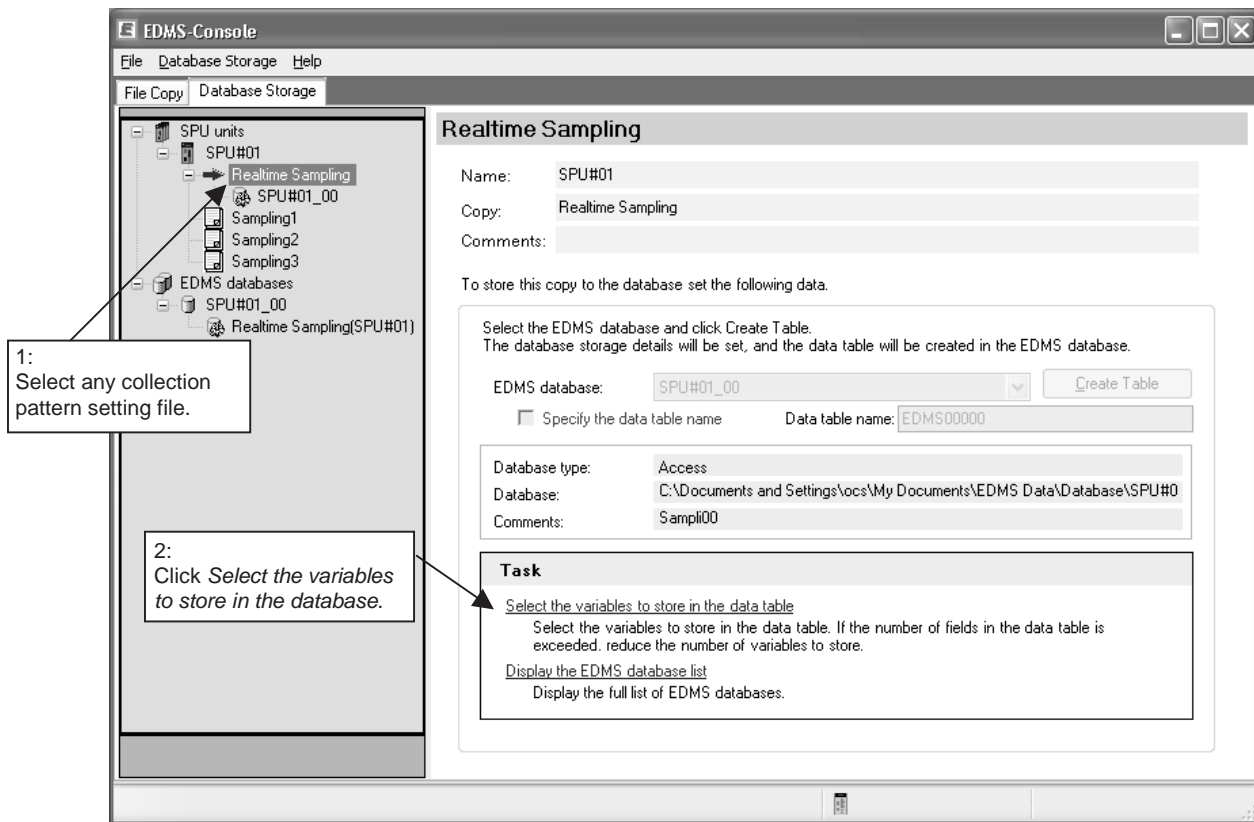 EDMS-Console
File Database Storage Help
File Copy Database Storage
SPU units
SPU#01
Realtime Sampling
SPU#01_00
Sampling1
Sampling2
Sampling3
EDMS databases
SPU#01_00
Realtime Sampling(SPU#01)
1:
Select any collection
pattern setting file.
2:
Click Select the variables
to store in the database.
Realtime Sampling
Name: SPU#01
Copy: Realtime Sampling
Comments:
To store this copy to the database set the following data.
Select the EDMS database and click Create Table.
The database storage details will be set, and the data table will be created in the EDMS database.
EDMS database: SPU#01_00 Create Table
Specify the data table name Data table name: EDMS00000
Database type: Access
Database: C:\Documents and Settings\ocs\My Documents\EDMS Data\Database\SPU#0
Comments: Sampli00
Task
Select the variables to store in the data table
Select the variables to store in the data table. If the number of fields in the data table is
exceeded. reduce the number of variables to store.
Display the EDMS database list
Display the full list of EDMS databases.